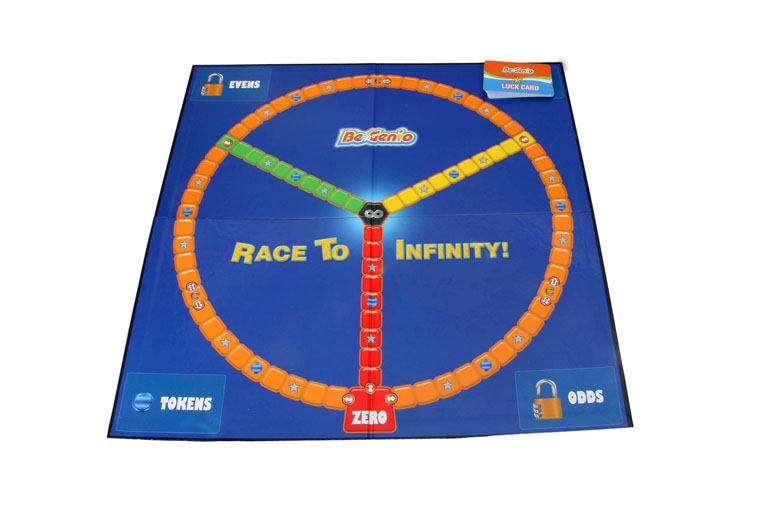 EVENS
Be Genio
LUCK CARD
Be Genio
RACE TO INFINITY!
TOKENS
ZERO
ODDS